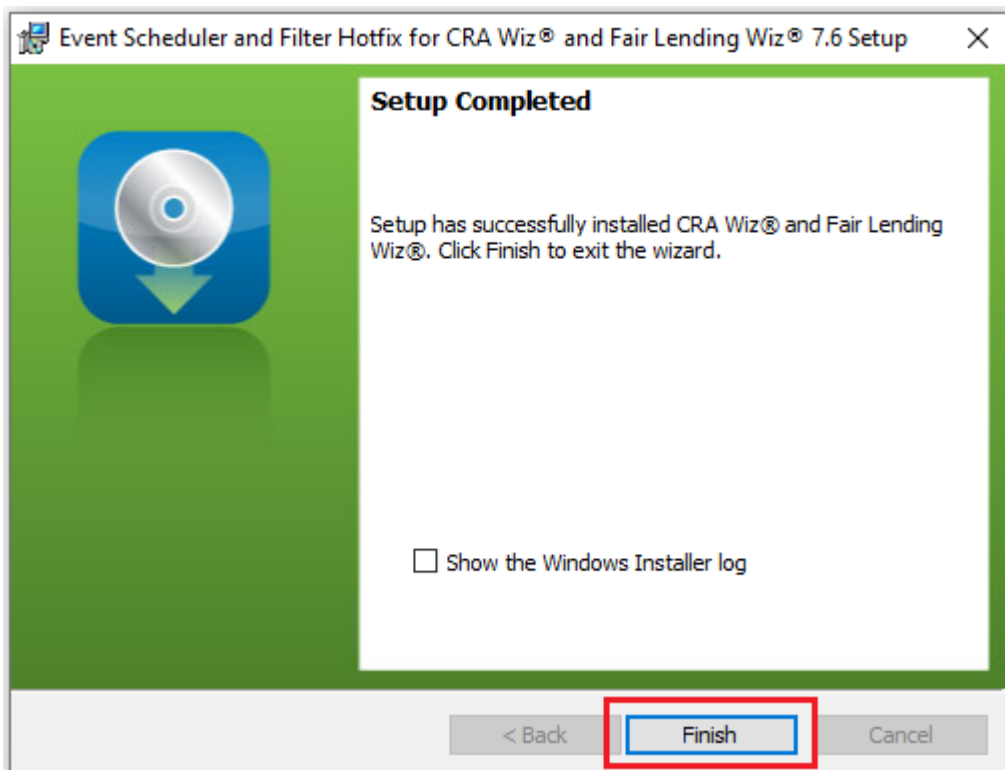 Event Scheduler and Filter Hotfix for CRA Wiz® and Fair Lending Wiz® 7.6 Setup
Setup Completed
Setup has successfully installed CRA Wiz® and Fair Lending
Wiz®. Click Finish to exit the wizard.
Show the Windows Installer log
< Back
Finish
Cancel